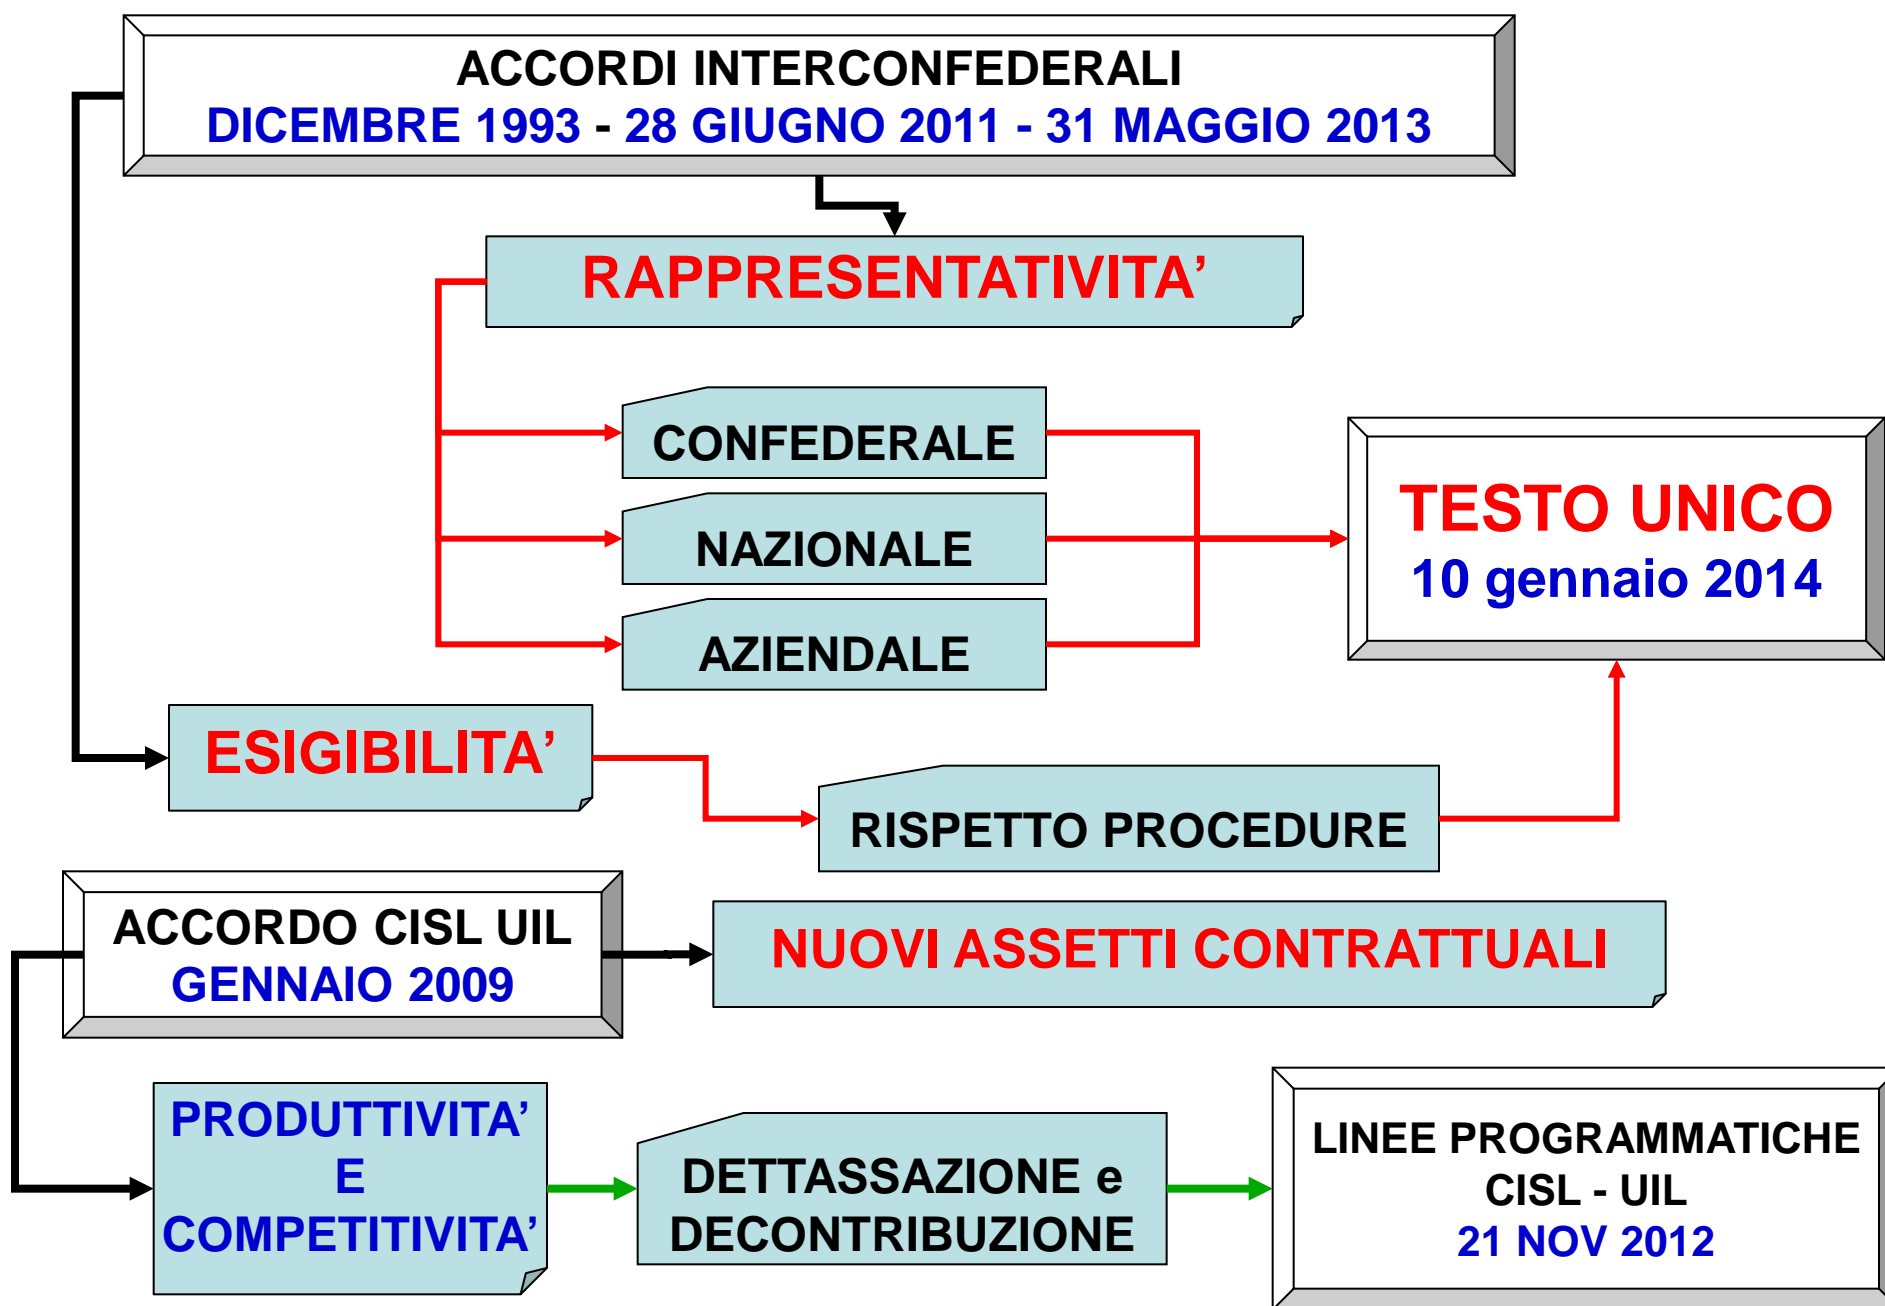 ACCORDI INTERCONFEDERALI
DICEMBRE 1993 - 28 GIUGNO 2011 - 31 MAGGIO 2013
RAPPRESENTATIVITA’
CONFEDERALE
NAZIONALE
AZIENDALE
TESTO UNICO
10 gennaio 2014
ESIGIBILITA’
RISPETTO PROCEDURE
ACCORDO CISL UIL
GENNAIO 2009
NUOVI ASSETTI CONTRATTUALI
PRODUTTIVITA’
E
COMPETITIVITA’
DETTASSAZIONE e
DECONTRIBUZIONE
LINEE PROGRAMMATICHE
CISL - UIL
21 NOV 2012